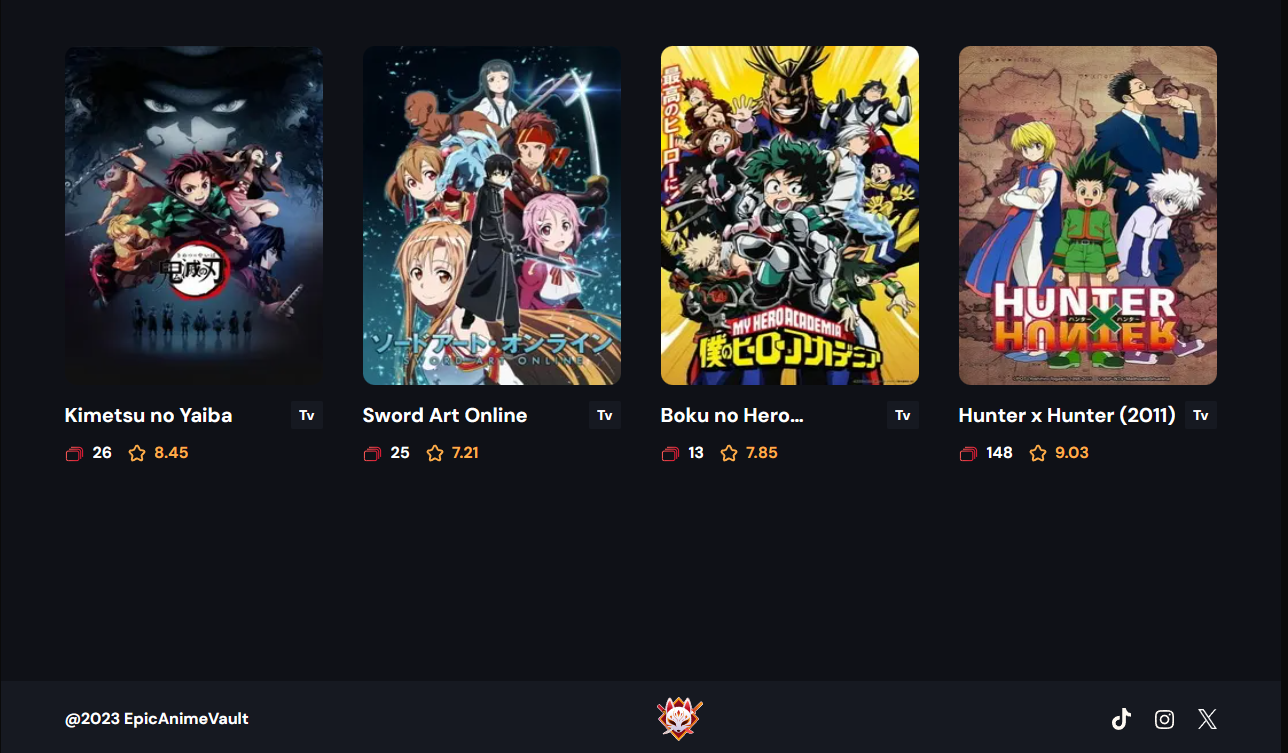 鬼滅の刃
ソードアート・オンライン
SWORD ART ONLINE
最高のヒーローに!
MY HERO ACADEMIA
僕のヒーローアカデミア
HUNTER
ハンター X ハンター
HUNTER
Kimetsu no Yaiba Tv
26 8.45
Sword Art Online Tv
25 7.21
Boku no Hero... Tv
13 7.85
Hunter x Hunter (2011) Tv
148 9.03
@2023 EpicAnimeVault